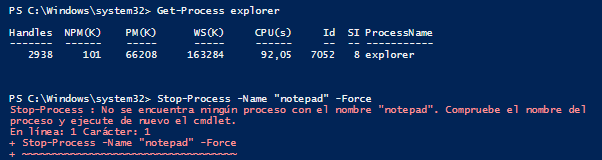 PS C:\Windows\system32> Get-Process explorer
Handles NPM(K) PM(K) WS(K) CPU(s) Id SI ProcessName
------- ------ ----- ----- ------ -- -- -----------
2938 101 66208 163284 92,05 7052 8 explorer
PS C:\Windows\system32> Stop-Process -Name "notepad" -Force
Stop-Process : No se encuentra ningún proceso con el nombre "notepad". Compruebe el nombre del
proceso y ejecute de nuevo el cmdlet.
En línea: 1 Carácter: 1
+ Stop-Process -Name "notepad" -Force
+ ~~~~~~~~~~~~~~~~~~~~~~~~~~~~~~~~~~~